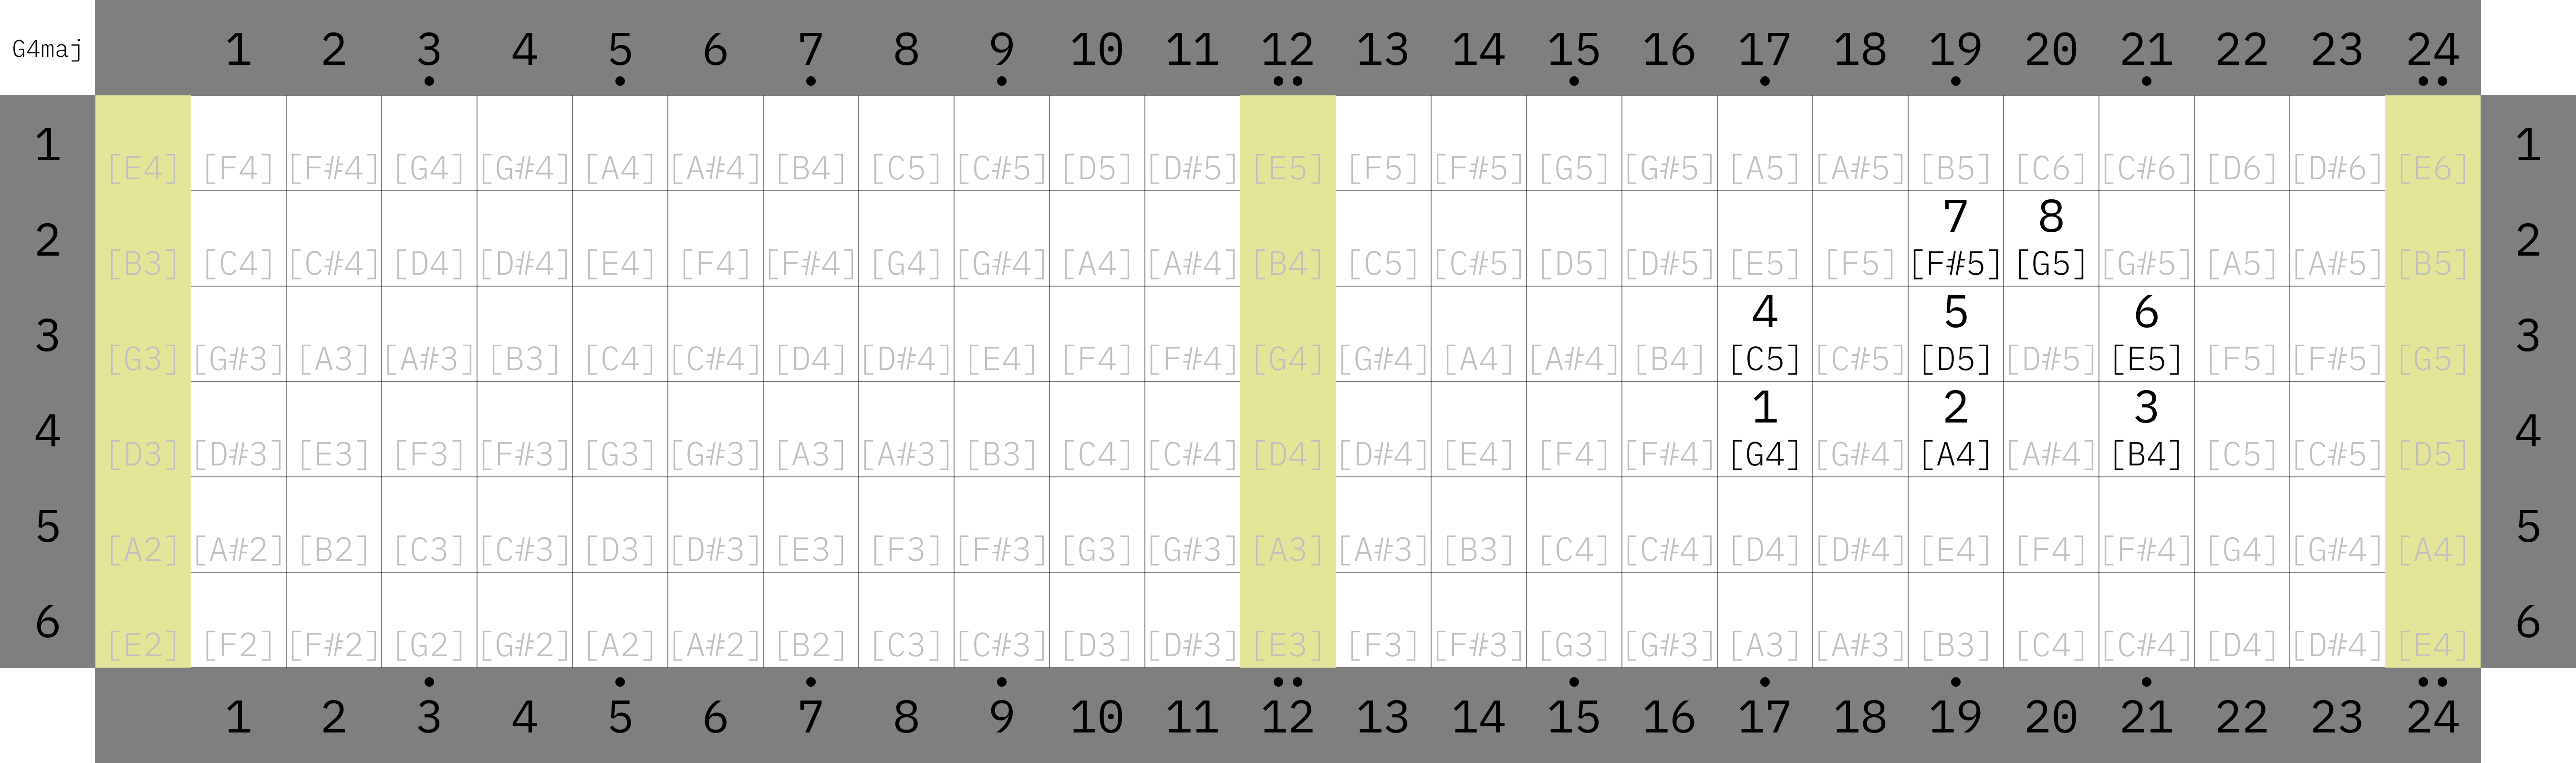 G4maj 1 2 3 4 5 6 7 8 9 10 11 12 13 14 15 16 17 18 19 20 21 22 23 24
1 1
[E4] [F4] [F#4] [G4] [G#4] [A4] [A#4] [B4] [C5] [C#5] [D5] [D#5] [E5] [F5] [F#5] [G5] [G#5] [A5] [A#5] [B5] [C6] [C#6] [D6] [D#6] [E6]
2 7 8 2
[B3] [C4] [C#4] [D4] [D#4] [E4] [F4] [F#4] [G4] [G#4] [A4] [A#4] [B4] [C5] [C#5] [D5] [D#5] [E5] [F5] [F#5] [G5] [G#5] [A5] [A#5] [B5]
3 4 5 6 3
[G3] [G#3] [A3] [A#3] [B3] [C4] [C#4] [D4] [D#4] [E4] [F4] [F#4] [G4] [G#4] [A4] [A#4] [B4] [C5] [C#5] [D5] [D#5] [E5] [F5] [F#5] [G5]
4 1 2 3 4
[D3] [D#3] [E3] [F3] [F#3] [G3] [G#3] [A3] [A#3] [B3] [C4] [C#4] [D4] [D#4] [E4] [F4] [F#4] [G4] [G#4] [A4] [A#4] [B4] [C5] [C#5] [D5]
5 5
[A2] [A#2] [B2] [C3] [C#3] [D3] [D#3] [E3] [F3] [F#3] [G3] [G#3] [A3] [A#3] [B3] [C4] [C#4] [D4] [D#4] [E4] [F4] [F#4] [G4] [G#4] [A4]
6 6
[E2] [F2] [F#2] [G2] [G#2] [A2] [A#2] [B2] [C3] [C#3] [D3] [D#3] [E3] [F3] [F#3] [G3] [G#3] [A3] [A#3] [B3] [C4] [C#4] [D4] [D#4] [E4]
1 2 3 4 5 6 7 8 9 10 11 12 13 14 15 16 17 18 19 20 21 22 23 24